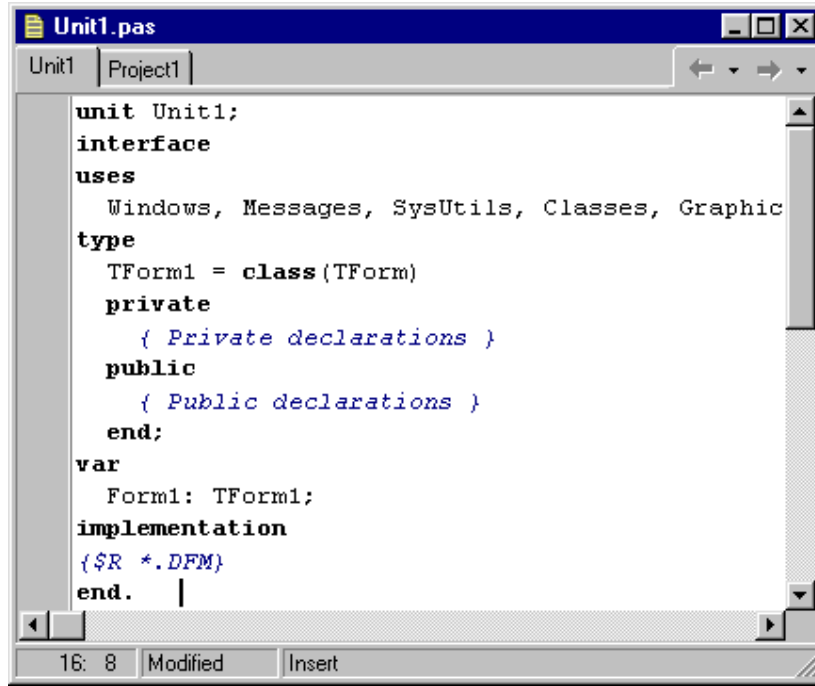 Unit1.pas
Unit1 Project1
unit Unit1;
interface
uses
  Windows, Messages, SysUtils, Classes, Graphic
type
  TForm1 = class(TForm)
  private
    { Private declarations }
  public
    { Public declarations }
  end;
var
  Form1: TForm1;
implementation
{$R *.DFM}
end.
16: 8 Modified Insert